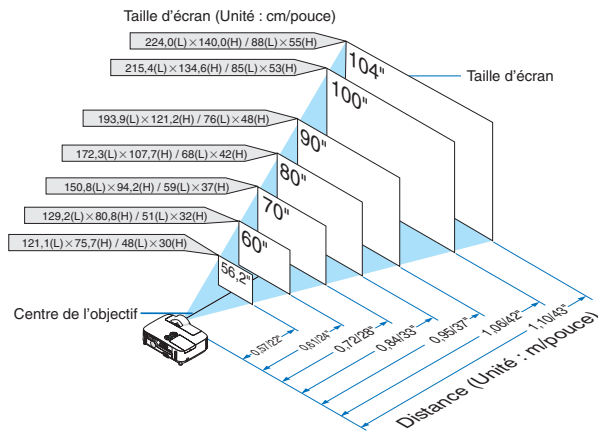 Taille d'écran (Unité : cm/pouce)
224,0(L)×140,0(H) / 88(L)×55(H)
215,4(L)×134,6(H) / 85(L)×53(H)
193,9(L)×121,2(H) / 76(L)×48(H)
172,3(L)×107,7(H) / 68(L)×42(H)
150,8(L)×94,2(H) / 59(L)×37(H)
129,2(L)×80,8(H) / 51(L)×32(H)
121,1(L)×75,7(H) / 48(L)×30(H)
104"
100"
90"
80"
70"
60"
56,2"
Taille d'écran
Centre de l'objectif
0,57/22"
0,61/24"
0,72/28"
0,84/33"
0,95/37"
1,06/42"
1,10/43"
Distance (Unité : m/pouce)